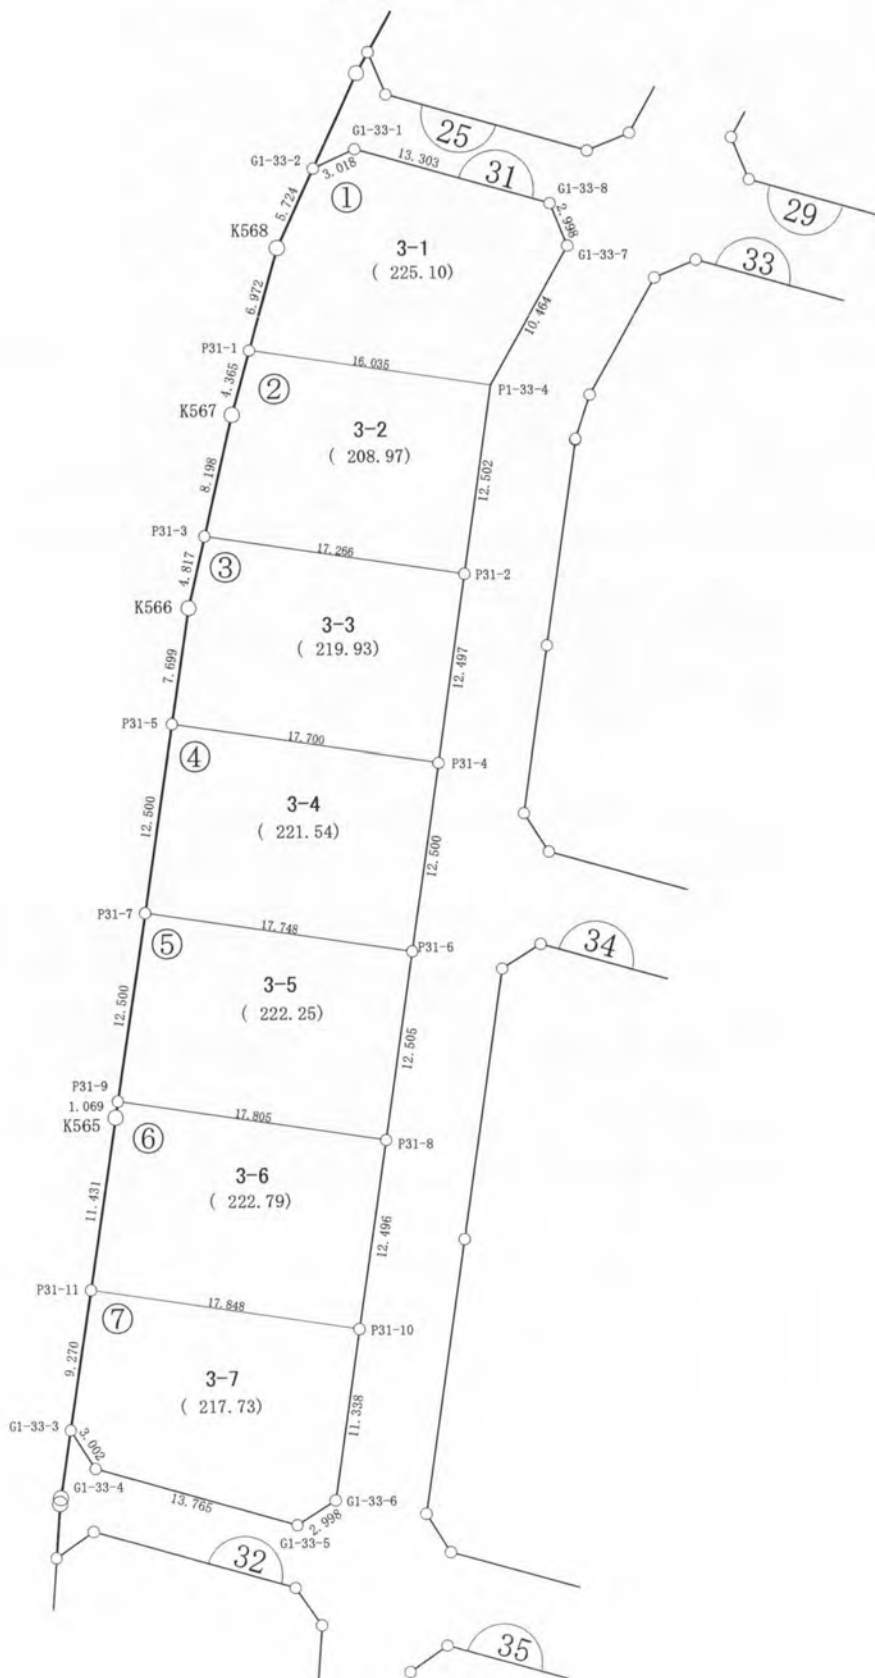 25
G1-33-1
13.303
31
G1-33-2
3.018
①
G1-33-8
2.998
29
5.724
K568
3-1
( 225.10)
G1-33-7
33
6.972
10.464
P31-1
16.035
4.365
②
P1-33-4
K567
3-2
( 208.97)
8.198
12.502
P31-3
17.266
③
P31-2
4.817
K566
3-3
( 219.93)
7.699
12.497
P31-5
17.700
④
P31-4
3-4
( 221.54)
12.500
12.500
P31-7
17.748
⑤
P31-6
34
3-5
( 222.25)
12.500
12.505
P31-9
1.069
K565
17.805
⑥
P31-8
3-6
( 222.79)
11.431
12.496
P31-11
17.848
⑦
P31-10
9.270
3-7
( 217.73)
11.338
G1-33-3
3.002
G1-33-4
13.765
G1-33-6
2.998
G1-33-5
32
35